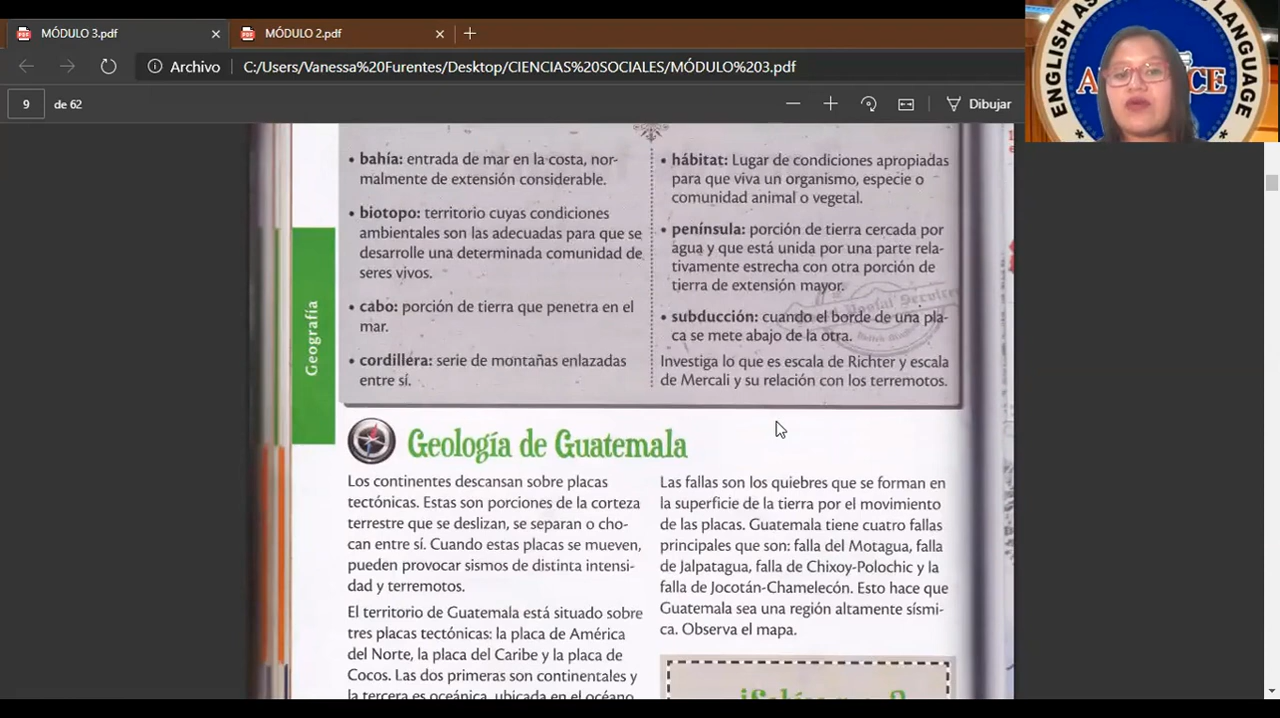 MÓDULO 3.pdf
MÓDULO 2.pdf
Archivo
C:/Users/Vanessa%20Furentes/Desktop/CIENCIAS%20SOCIALES/MÓDULO%203.pdf
9
de 62
Dibujar
ENGLISH
LANGUAGE
• bahía: entrada de mar en la costa, nor-
malmente de extensión considerable.
• biotopo: territorio cuyas condiciones
ambientales son las adecuadas para que se
desarrolle una determinada comunidad de
seres vivos.
• cabo: porción de tierra que penetra en el
mar.
• cordillera: serie de montañas enlazadas
entre sí.
• hábitat: Lugar de condiciones apropiadas
para que viva un organismo, especie o
comunidad animal o vegetal.
• península: porción de tierra cercada por
agua y que está unida por una parte rela-
tivamente estrecha con otra porción de
tierra de extensión mayor.
• subducción: cuando el borde de una pla-
ca se mete abajo de la otra.
Investiga lo que es escala de Richter y escala
de Mercali y su relación con los terremotos.
Geografía
Geología de Guatemala
Los continentes descansan sobre placas
tectónicas. Estas son porciones de la corteza
terrestre que se deslizan, se separan o cho-
can entre sí. Cuando estas placas se mueven,
pueden provocar sismos de distinta intensi-
dad y terremotos.
El territorio de Guatemala está situado sobre
tres placas tectónicas: la placa de América
del Norte, la placa del Caribe y la placa de
Cocos. Las dos primeras son continentales y
la tercera es oceánica, ubicada en el océano
Las fallas son los quiebres que se forman en
la superficie de la tierra por el movimiento
de las placas. Guatemala tiene cuatro fallas
principales que son: falla del Motagua, falla
de Jalpatagua, falla de Chixoy-Polochic y la
falla de Jocotán-Chamelecón. Esto hace que
Guatemala sea una región altamente sísmi-
ca. Observa el mapa.